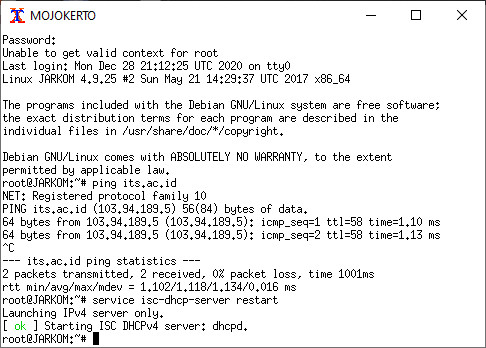 MOJOKERTO
Password:
Unable to get valid context for root
Last login: Mon Dec 28 21:12:25 UTC 2020 on tty0
Linux JARKOM 4.9.25 #2 Sun May 21 14:29:37 UTC 2017 x86_64
The programs included with the Debian GNU/Linux system are free software;
the exact distribution terms for each program are described in the
individual files in /usr/share/doc/*/copyright.
Debian GNU/Linux comes with ABSOLUTELY NO WARRANTY, to the extent
permitted by applicable law.
root@JARKOM:~# ping its.ac.id
NET: Registered protocol family 10
PING its.ac.id (103.94.189.5) 56(84) bytes of data.
64 bytes from 103.94.189.5 (103.94.189.5): icmp_seq=1 ttl=58 time=1.10 ms
64 bytes from 103.94.189.5 (103.94.189.5): icmp_seq=2 ttl=58 time=1.13 ms
^C
--- its.ac.id ping statistics ---
2 packets transmitted, 2 received, 0% packet loss, time 1001ms
rtt min/avg/max/mdev = 1.102/1.118/1.134/0.016 ms
root@JARKOM:~# service isc-dhcp-server restart
Launching IPv4 server only.
[ ok ] Starting ISC DHCPv4 server: dhcpd.
root@JARKOM:~#